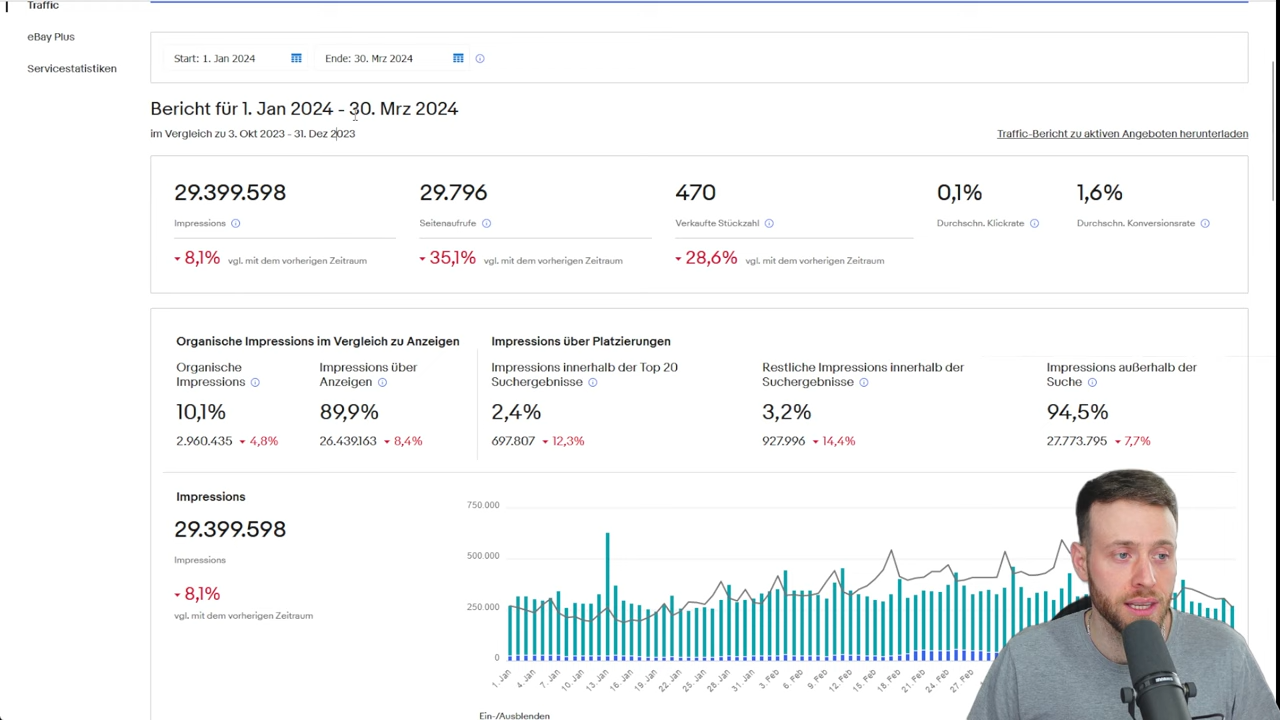 Traffic
eBay Plus
Servicestatistiken
Start: 1. Jan 2024
Ende: 30. Mrz 2024
Bericht für 1. Jan 2024 - 30. Mrz 2024
im Vergleich zu 3. Okt 2023 - 31. Dez 2023
Traffic-Bericht zu aktiven Angeboten herunterladen
29.399.598
Impressions
8,1% vgl. mit dem vorherigen Zeitraum
29.796
Seitenaufrufe
35,1% vgl. mit dem vorherigen Zeitraum
470
Verkaufte Stückzahl
28,6% vgl. mit dem vorherigen Zeitraum
0,1%
Durchschn. Klickrate
1,6%
Durchschn. Konversionsrate
Organische Impressions im Vergleich zu Anzeigen
Organische
Impressions
10,1%
2.960.435 4,8%
Impressions über
Anzeigen
89,9%
26.439.163 8,4%
Impressions über Platzierungen
Impressions innerhalb der Top 20
Suchergebnisse
2,4%
697.807 12,3%
Restliche Impressions innerhalb der
Suchergebnisse
3,2%
927.996 14,4%
Impressions außerhalb der
Suche
94,5%
27.773.795 7,7%
Impressions
29.399.598
Impressions
8,1%
vgl. mit dem vorherigen Zeitraum
750.000
500.000
250.000
0
1. Jan
4. Jan
7. Jan
10. Jan
13. Jan
16. Jan
19. Jan
22. Jan
25. Jan
28. Jan
31. Jan
3. Feb
6. Feb
9. Feb
12. Feb
15. Feb
18. Feb
21. Feb
24. Feb
27. Feb
Ein-/Ausblenden